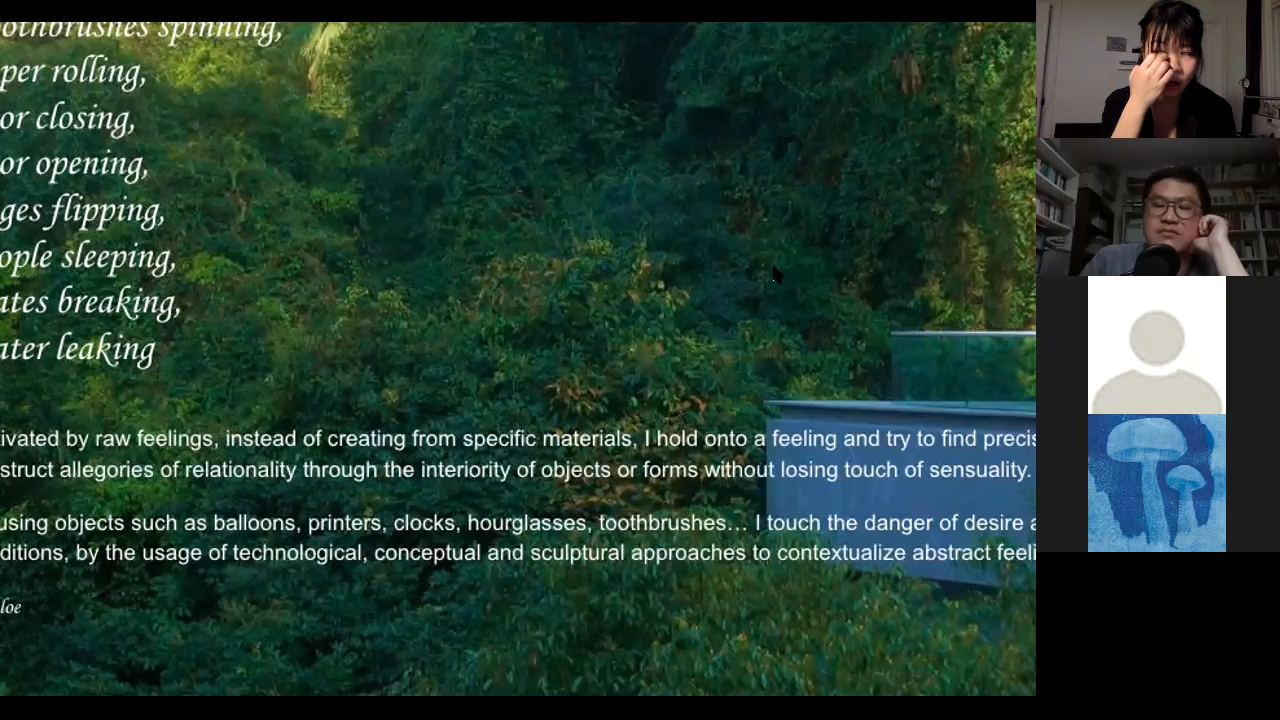 othbrushes spinning,
per rolling,
or closing,
or opening,
ges flipping,
ople sleeping,
ates breaking,
ater leaking
ivated by raw feelings, instead of creating from specific materials, I hold onto a feeling and try to find precis
struct allegories of relationality through the interiority of objects or forms without losing touch of sensuality.
using objects such as balloons, printers, clocks, hourglasses, toothbrushes… I touch the danger of desire a
ditions, by the usage of technological, conceptual and sculptural approaches to contextualize abstract feeli
loe